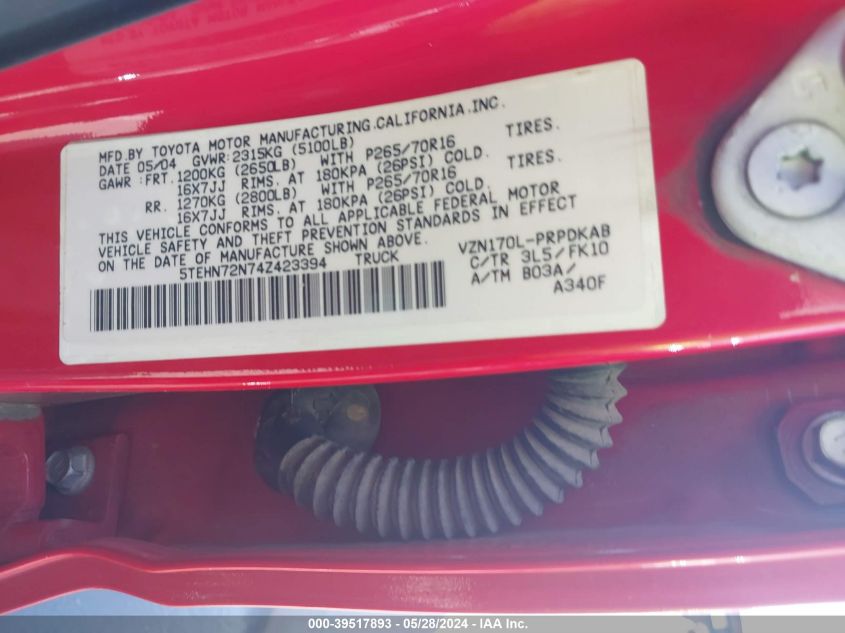 MFD.BY TOYOTA MOTOR MANUFACTURING.CALIFORNIA.INC.
DATE 05/04 GVWR:2315KG (5100LB)
GAWR :FRT. 1200KG (2650LB) WITH P265/70R16 TIRES.
16X7JJ RIMS. AT 180KPA (26PSI) COLD.
RR. 1270KG (2800LB) WITH P265/70R16 TIRES.
16X7JJ RIMS. AT 180KPA (26PSI) COLD.
THIS VEHICLE CONFORMS TO ALL APPLICABLE FEDERAL MOTOR
VEHICLE SAFETY AND THEFT PREVENTION STANDARDS IN EFFECT
ON THE DATE OF MANUFACTURE SHOWN ABOVE.
5TEHN72N74Z423394 TRUCK
VZN170L-PRPDKAB
C/TR 3L5/FK10
A/TM B03A/
A340F
000-39517893 - 05/28/2024 - IAA Inc.